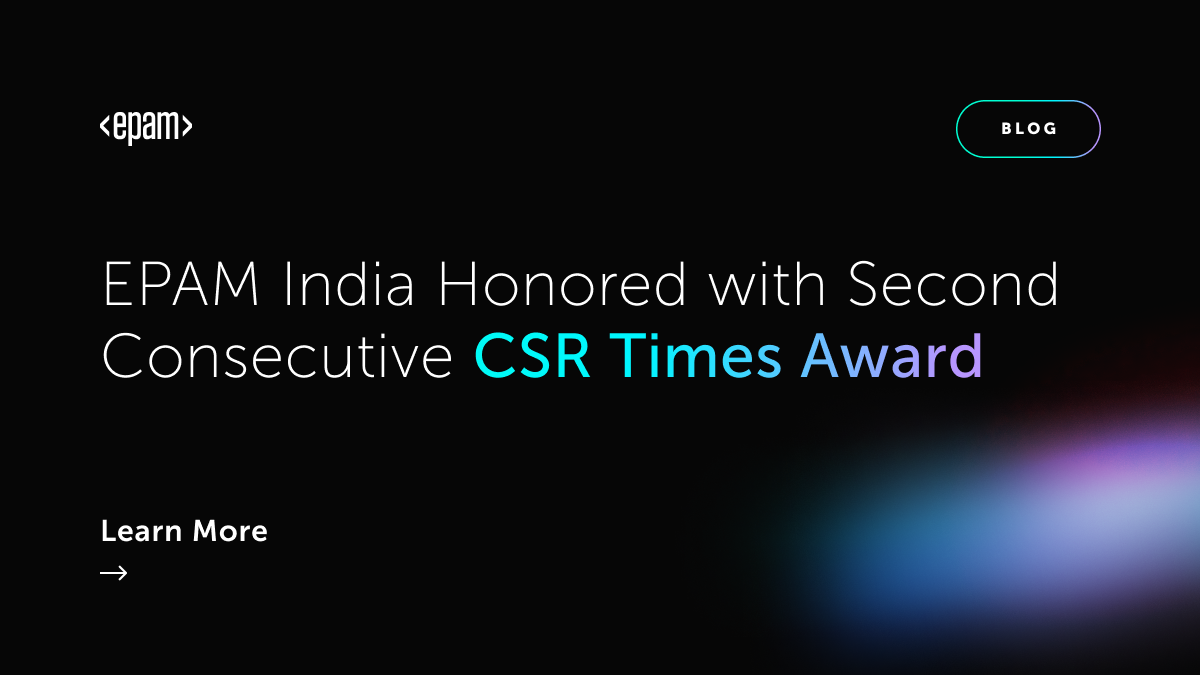 <epam>
BLOG
EPAM India Honored with Second
Consecutive CSR Times Award
Learn More
→